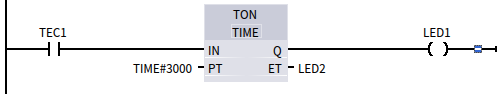 TON
TEC1 TIME LED1
IN Q
TIME#3000 PT ET LED2